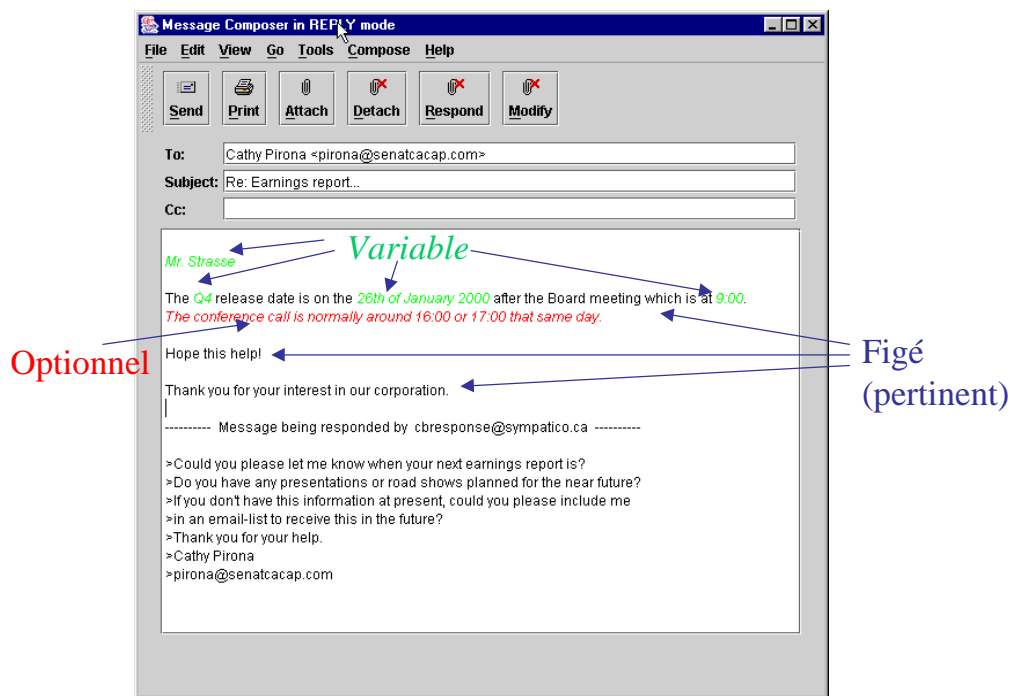 Message Composer in REPLY mode
File Edit View Go Tools Compose Help
Send Print Attach Detach Respond Modify
To: Cathy Pirona <pirona@senatcacap.com>
Subject: Re: Earnings report...
Cc:
Variable
Mr. Strasse
The Q4 release date is on the 26th of January 2000 after the Board meeting which is at 9:00.
The conference call is normally around 16:00 or 17:00 that same day.
Optionnel
Hope this help!
Figé
(pertinent)
Thank you for your interest in our corporation.
---------- Message being responded by cbresponse@sympatico.ca ----------
>Could you please let me know when your next earnings report is?
>Do you have any presentations or road shows planned for the near future?
>If you don't have this information at present, could you please include me
>in an email-list to receive this in the future?
>Thank you for your help.
>Cathy Pirona
>pirona@senatcacap.com